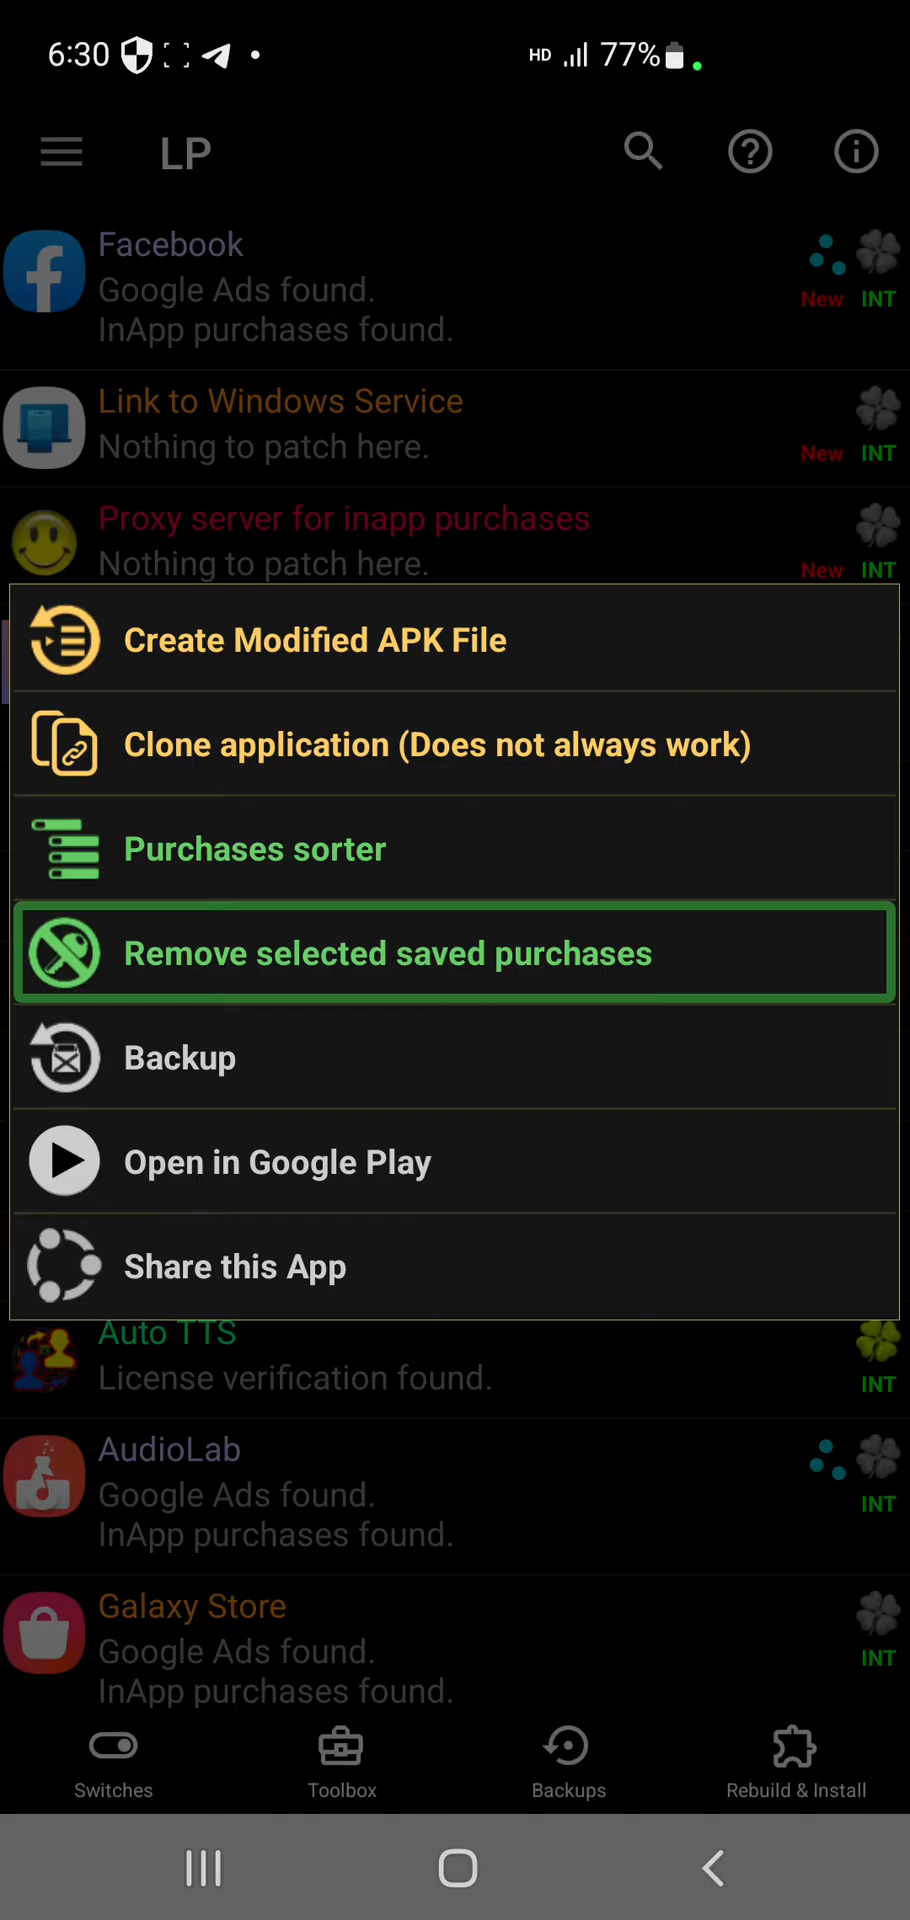 6:30
HD 77%
LP
Facebook
Google Ads found.
InApp purchases found.
New INT
Link to Windows Service
Nothing to patch here.
New INT
Proxy server for inapp purchases
Nothing to patch here.
New INT
Create Modified APK File
Clone application (Does not always work)
Purchases sorter
Remove selected saved purchases
Backup
Open in Google Play
Share this App
Auto TTS
License verification found.
INT
AudioLab
Google Ads found.
InApp purchases found.
INT
Galaxy Store
Google Ads found.
InApp purchases found.
INT
Switches
Toolbox
Backups
Rebuild & Install